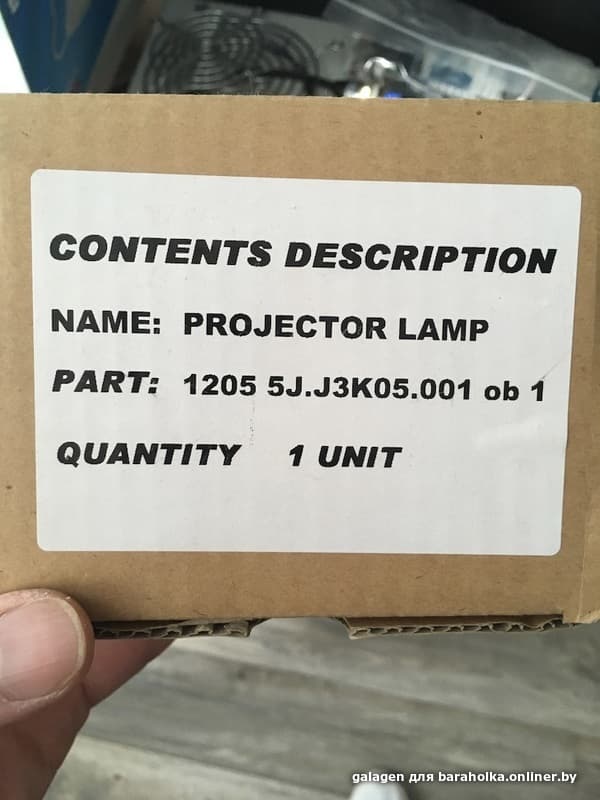 CONTENTS DESCRIPTION
NAME: PROJECTOR LAMP
PART: 1205 5J.J3K05.001 ob 1
QUANTITY 1 UNIT
galagen для baraholka.onliner.by